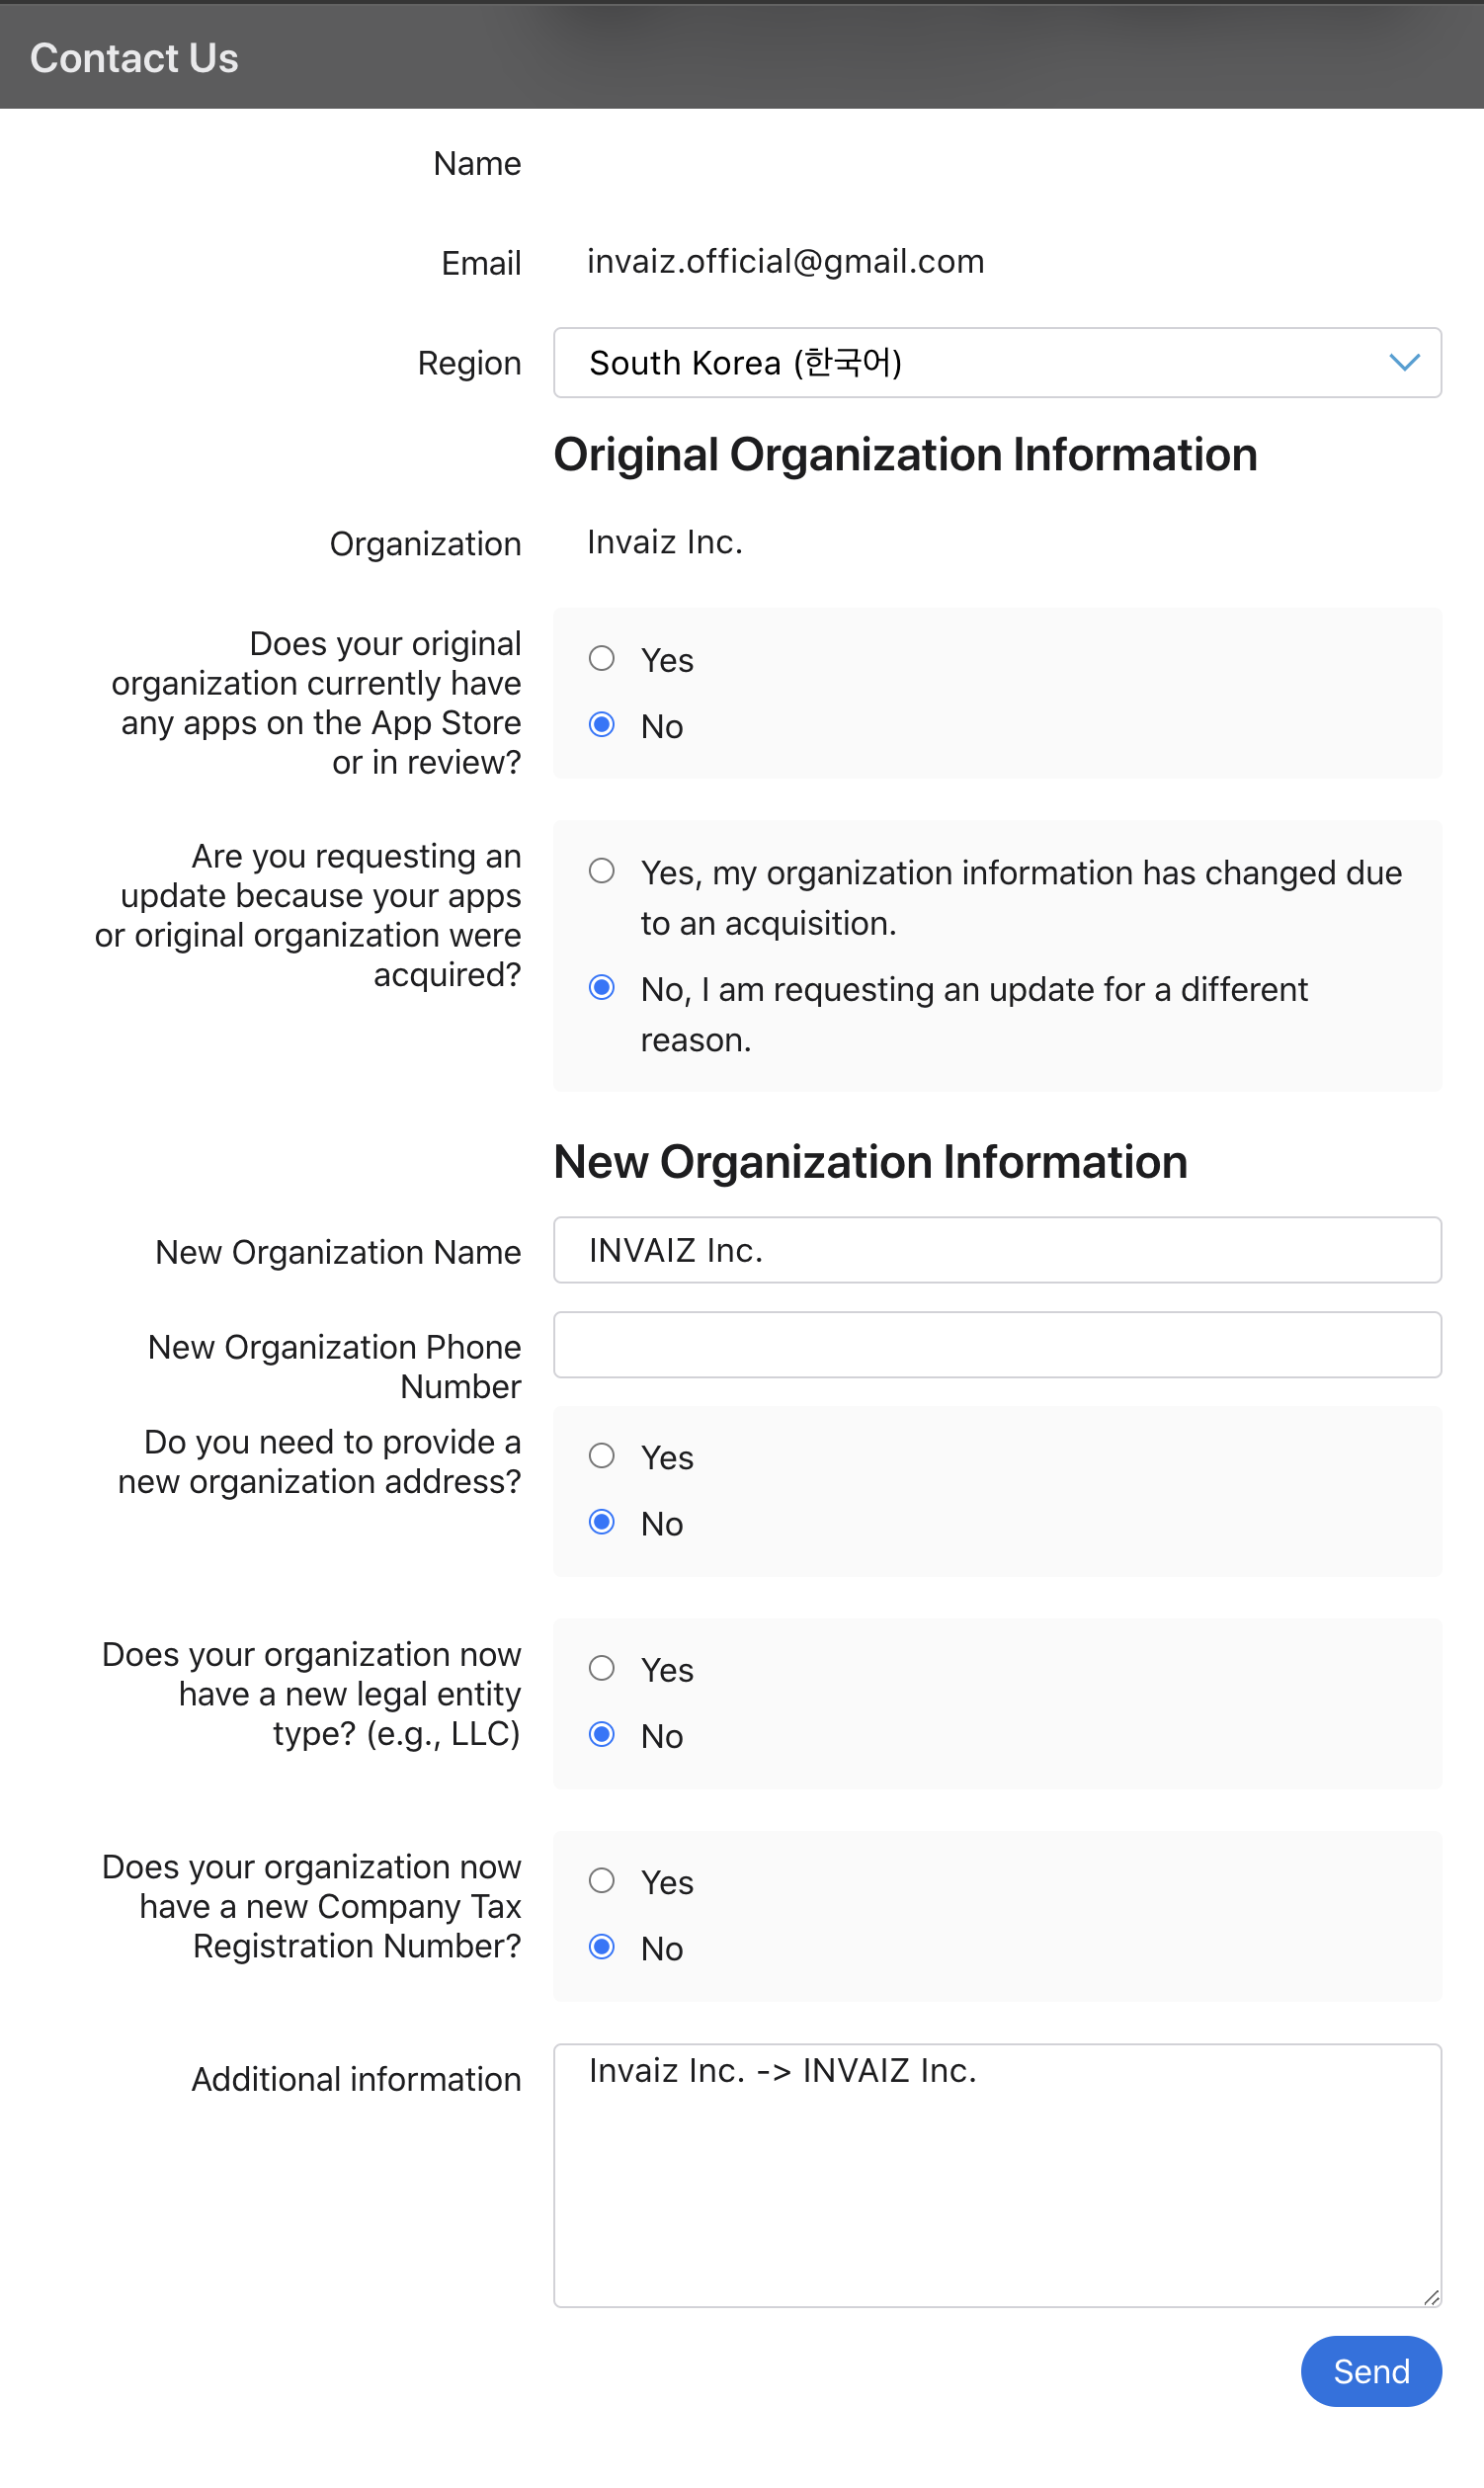 Contact Us
Name
Email
invaiz.official@gmail.com
Region
South Korea (한국어)
Original Organization Information
Organization
Invaiz Inc.
Does your original
organization currently have
any apps on the App Store
or in review?
Yes
No
Are you requesting an
update because your apps
or original organization were
acquired?
Yes, my organization information has changed due
to an acquisition.
No, I am requesting an update for a different
reason.
New Organization Information
New Organization Name
INVAIZ Inc.
New Organization Phone
Number
Do you need to provide a
new organization address?
Yes
No
Does your organization now
have a new legal entity
type? (e.g., LLC)
Yes
No
Does your organization now
have a new Company Tax
Registration Number?
Yes
No
Additional information
Invaiz Inc. -> INVAIZ Inc.
Send